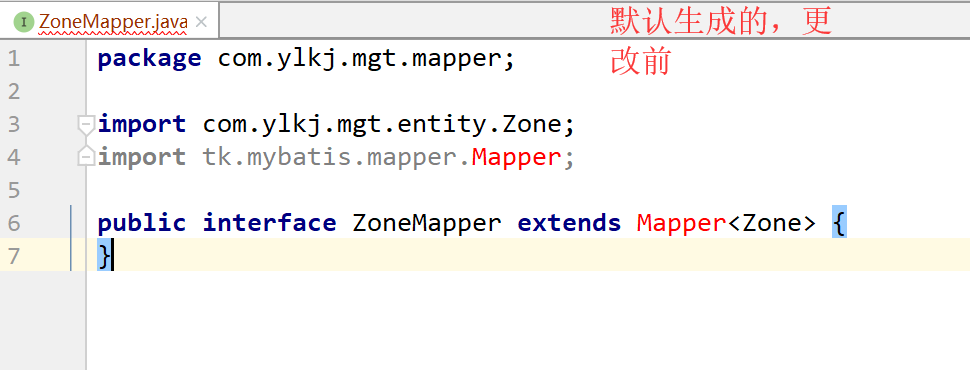 I ZoneMapper.java ×
默认生成的，更
改前
1 package com.ylkj.mgt.mapper;
2
3 import com.ylkj.mgt.entity.Zone;
4 import tk.mybatis.mapper.Mapper;
5
6 public interface ZoneMapper extends Mapper<Zone> {
7 }